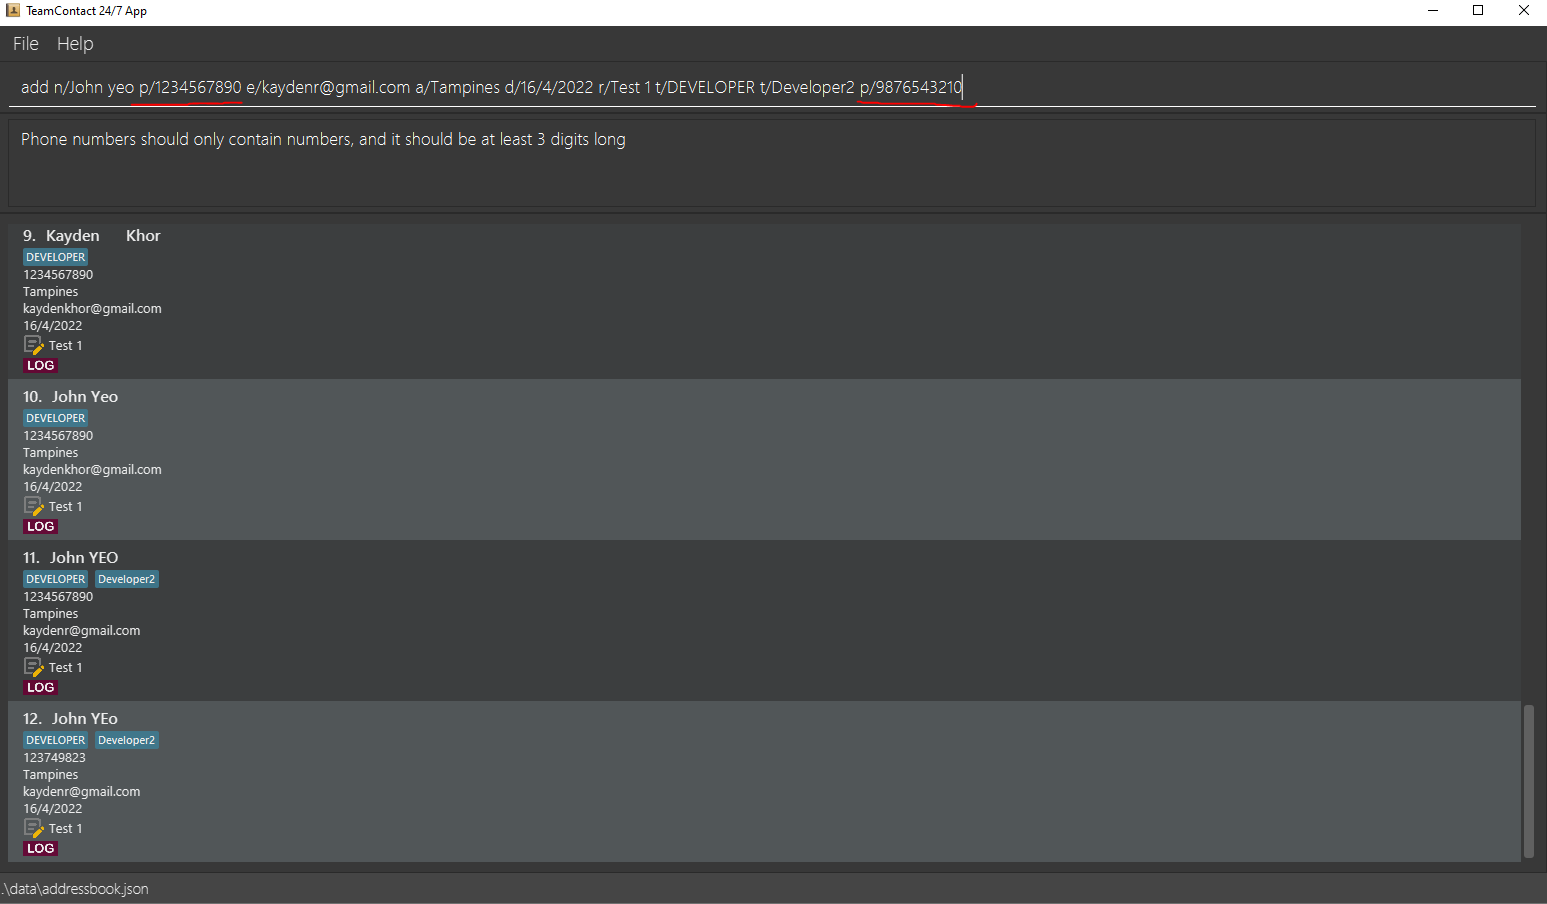 TeamContact 24/7 App
File Help
add n/John yeo p/1234567890 e/kaydenr@gmail.com a/Tampines d/16/4/2022 r/Test 1 t/DEVELOPER t/Developer2 p/9876543210
Phone numbers should only contain numbers, and it should be at least 3 digits long
9. Kayden Khor
DEVELOPER
1234567890
Tampines
kaydenkhor@gmail.com
16/4/2022
Test 1
LOG
10. John Yeo
DEVELOPER
1234567890
Tampines
kaydenkhor@gmail.com
16/4/2022
Test 1
LOG
11. John YEO
DEVELOPER Developer2
1234567890
Tampines
kaydenr@gmail.com
16/4/2022
Test 1
LOG
12. John YEo
DEVELOPER Developer2
123749823
Tampines
kaydenr@gmail.com
16/4/2022
Test 1
LOG
.\data\addressbook.json